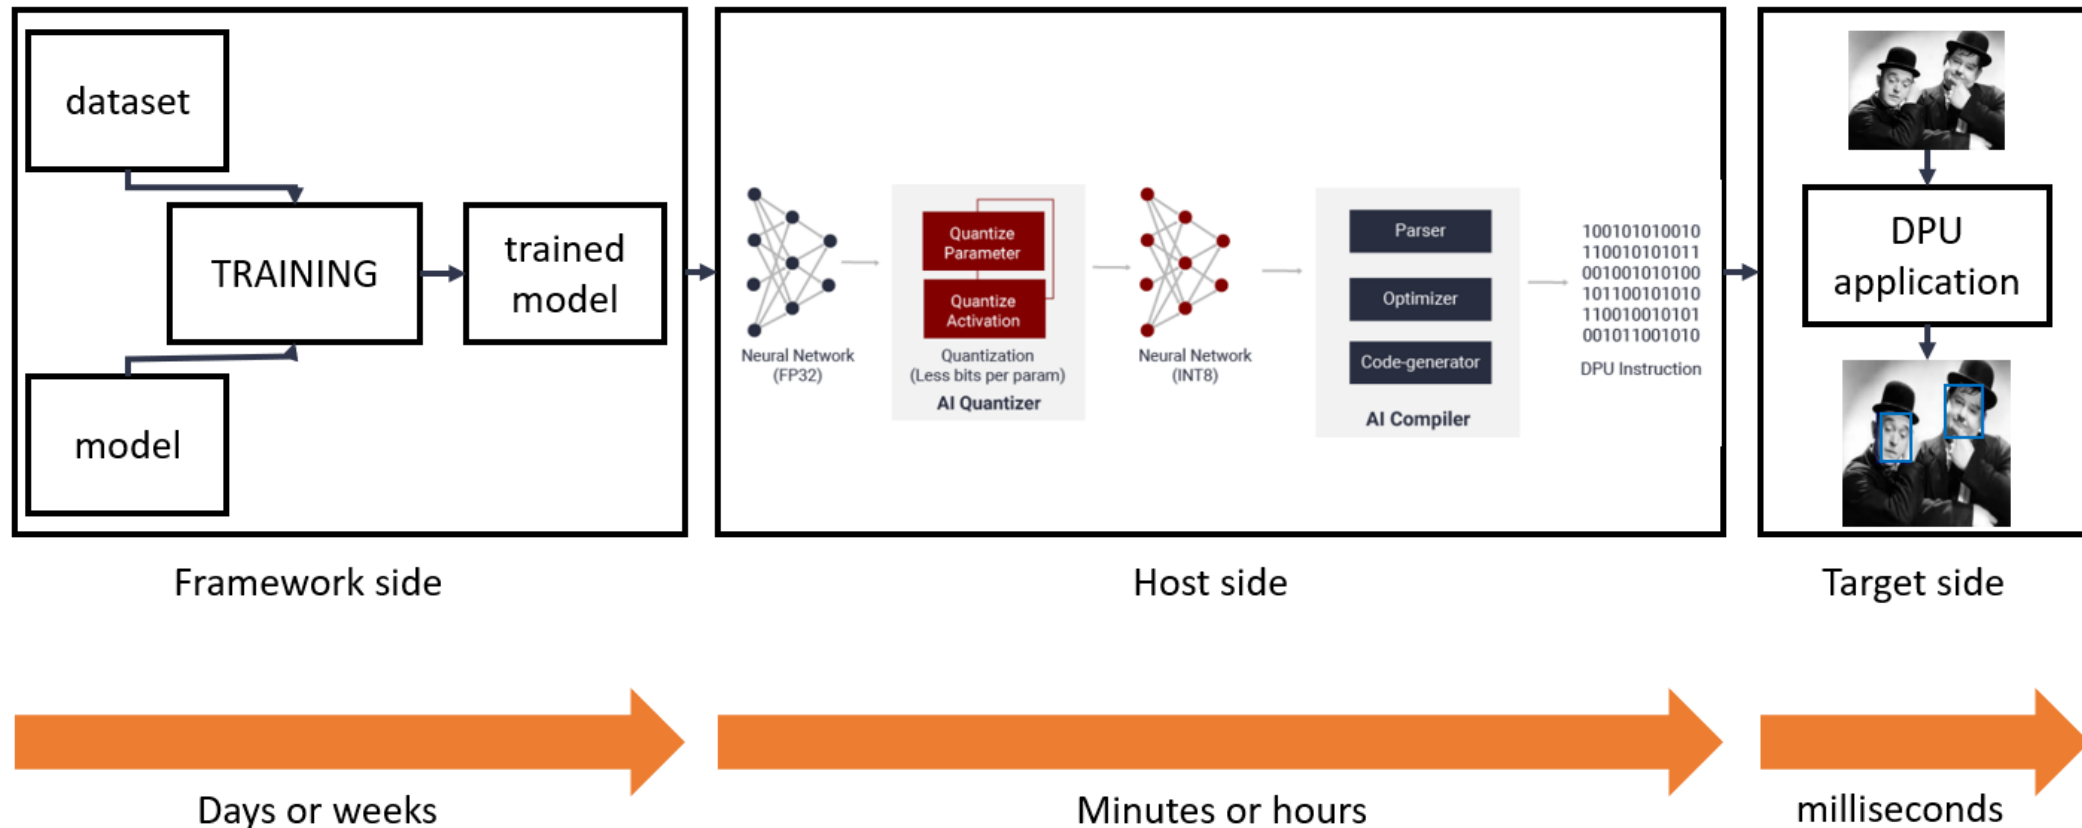 dataset
TRAINING
trained
model
model
Framework side
Days or weeks
Neural Network
(FP32)
Quantize
Parameter
Quantize
Activation
Quantization
(Less bits per param)
AI Quantizer
Neural Network
(INT8)
Parser
Optimizer
Code-generator
AI Compiler
100101010010
110010101011
001001010100
101100101010
110010010101
001011001010
DPU Instruction
Host side
Minutes or hours
DPU
application
Target side
milliseconds